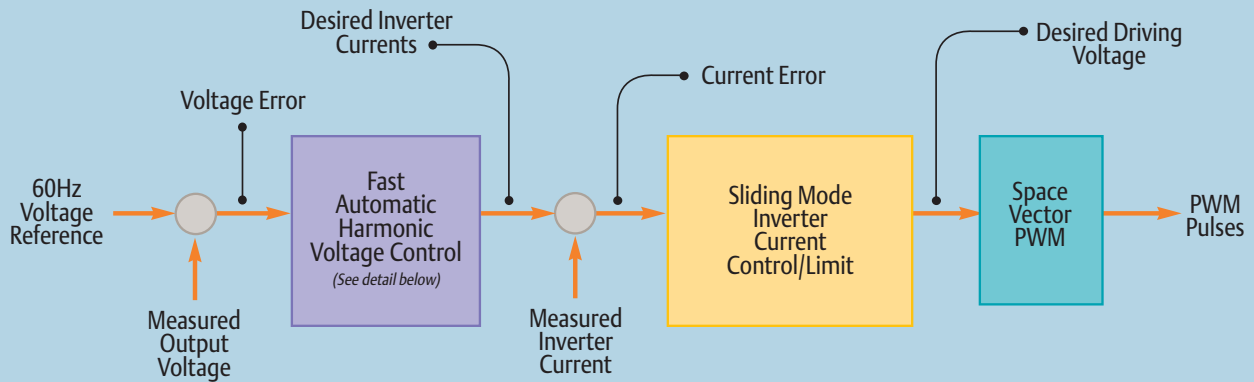 Desired Inverter
Currents
Desired Driving
Voltage
Current Error
Voltage Error
60Hz
Voltage
Reference
Fast
Automatic
Harmonic
Voltage Control
(See detail below)
Sliding Mode
Inverter
Current
Control/Limit
Space
Vector
PWM
PWM
Pulses
Measured
Output
Voltage
Measured
Inverter
Current